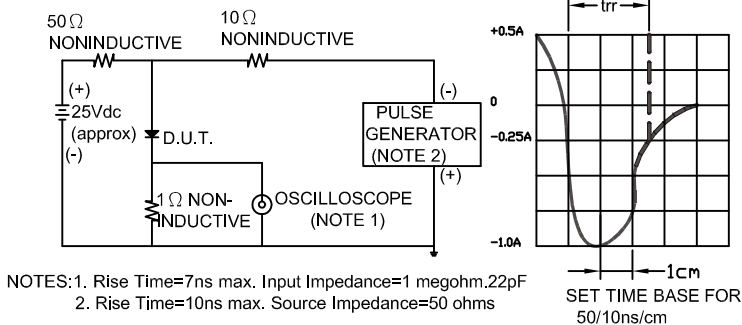 50Ω
NONINDUCTIVE
10Ω
NONINDUCTIVE
(+)
25Vdc
(approx)
(-)
D.U.T.
1Ω NON-
INDUCTIVE
OSCILLOSCOPE
(NOTE 1)
(-)
PULSE
GENERATOR
(NOTE 2)
(+)
trr
+0.5A
0
-0.25A
-1.0A
1cm
SET TIME BASE FOR
50/10ns/cm
NOTES:1. Rise Time=7ns max. Input Impedance=1 megohm.22pF
2. Rise Time=10ns max. Source Impedance=50 ohms